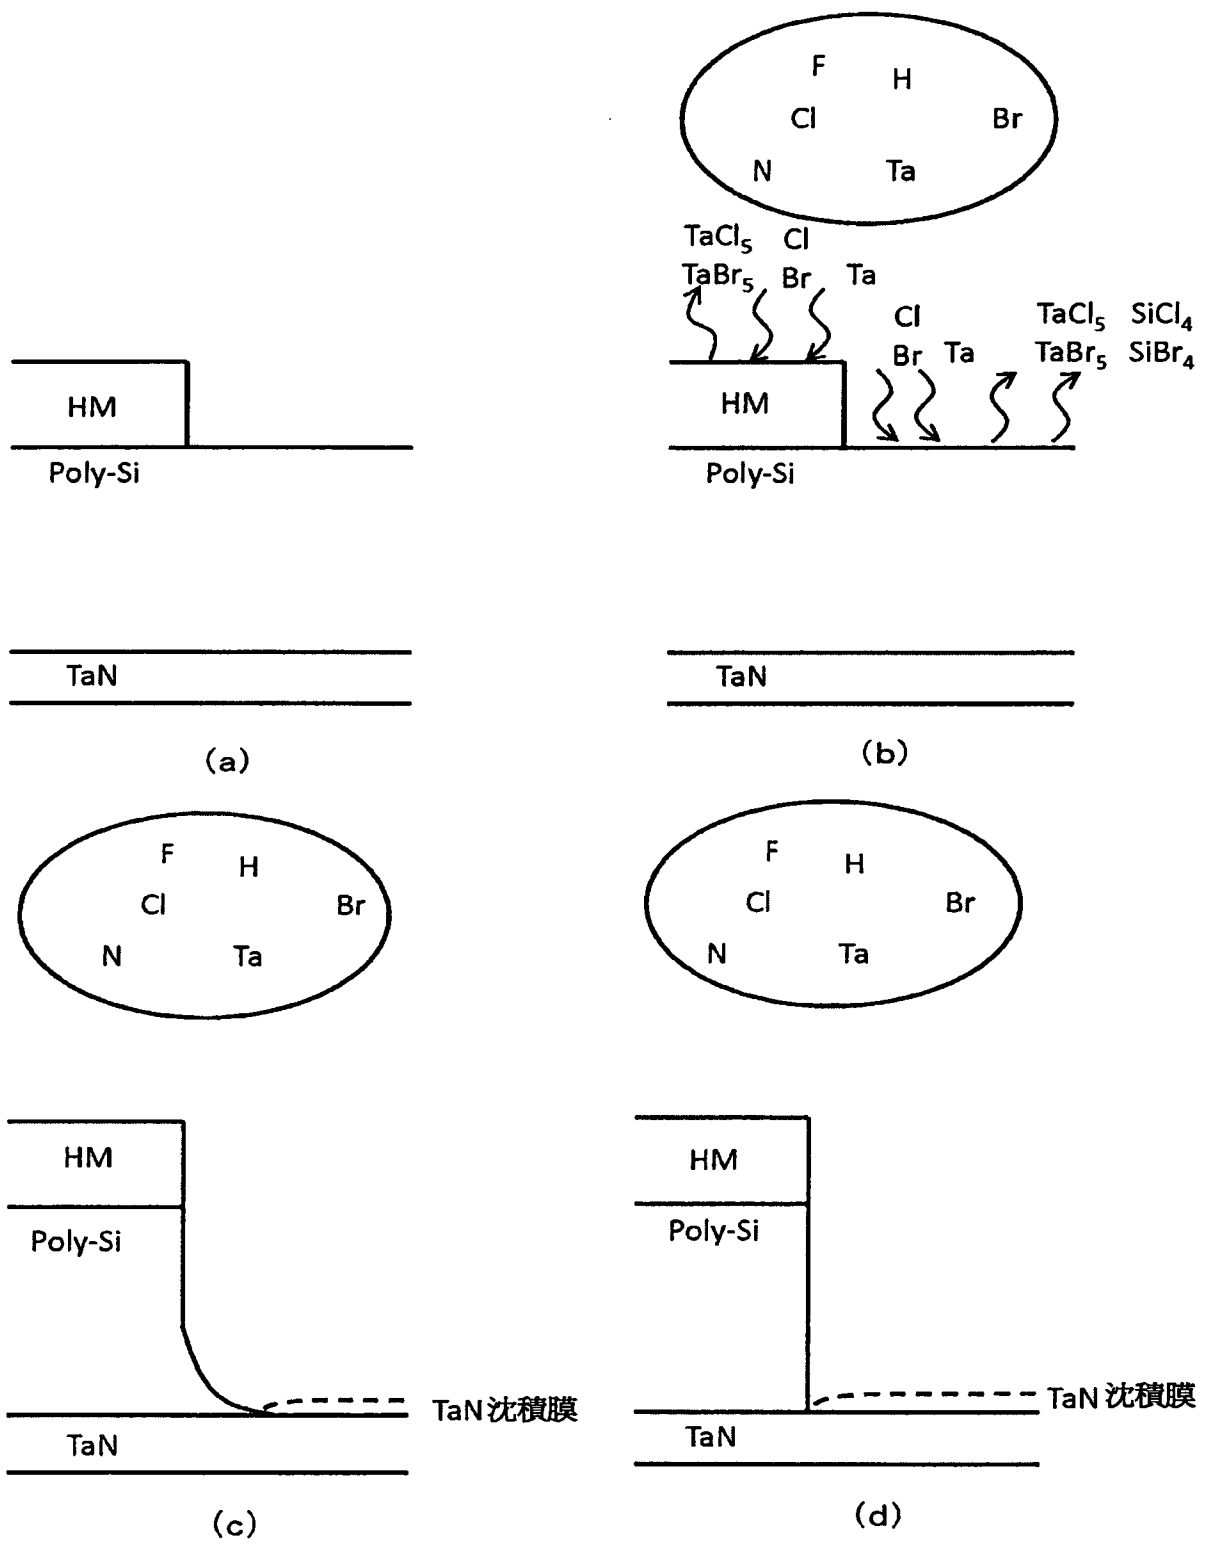 F H
Cl Br
N Ta
TaCl₅ Cl
TaBr₅ Br Ta
Cl TaCl₅ SiCl₄
Br Ta TaBr₅ SiBr₄
HM
Poly-Si
TaN
(a)
HM
Poly-Si
TaN
(b)
F H
Cl Br
N Ta
HM
Poly-Si
TaN沈積膜
TaN
(c)
F H
Cl Br
N Ta
HM
Poly-Si
TaN沈積膜
TaN
(d)